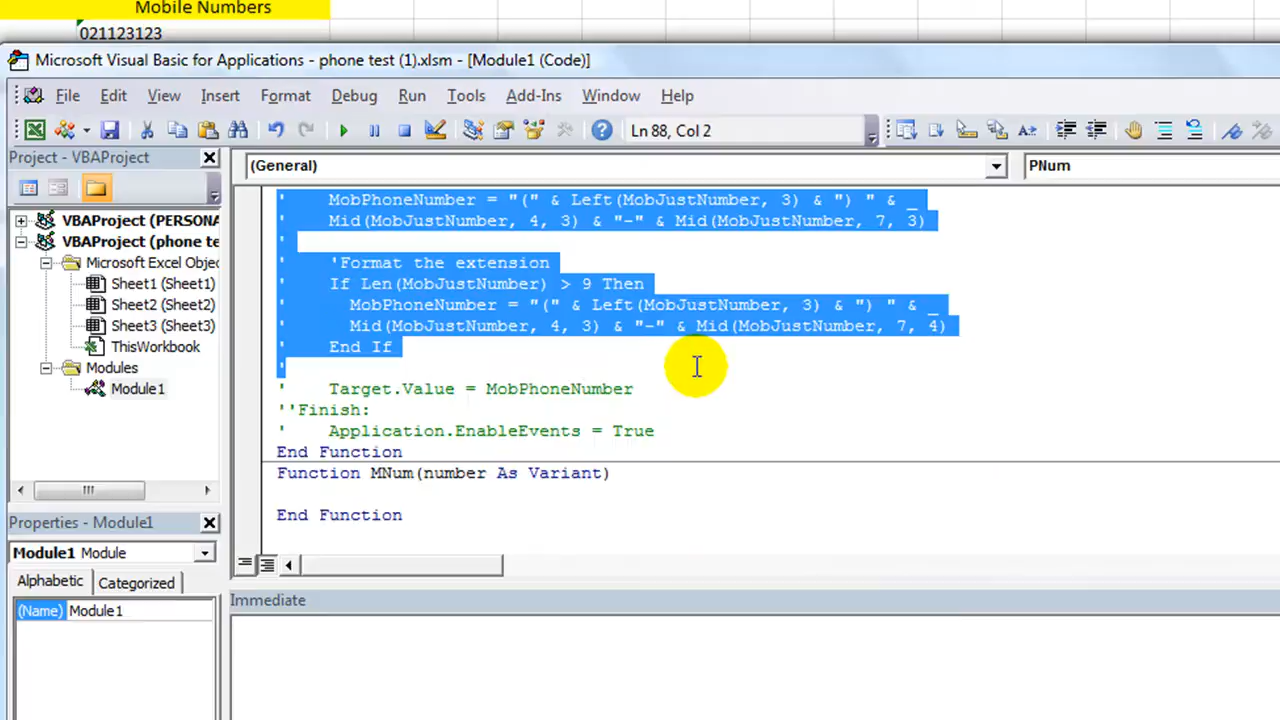 Mobile Numbers
021123123
Microsoft Visual Basic for Applications - phone test (1).xlsm - [Module1 (Code)]
File Edit View Insert Format Debug Run Tools Add-Ins Window Help
Ln 88, Col 2
Project - VBAProject
(General)
PNum
VBAProject (PERSONA
VBAProject (phone te
Microsoft Excel Objec
Sheet1 (Sheet1)
Sheet2 (Sheet2)
Sheet3 (Sheet3)
ThisWorkbook
Modules
Module1
' MobPhoneNumber = "(" & Left(MobJustNumber, 3) & ") " & _
' Mid(MobJustNumber, 4, 3) & "-" & Mid(MobJustNumber, 7, 3)
'
' 'Format the extension
' If Len(MobJustNumber) > 9 Then
' MobPhoneNumber = "(" & Left(MobJustNumber, 3) & ") " & _
' Mid(MobJustNumber, 4, 3) & "-" & Mid(MobJustNumber, 7, 4)
' End If
'
' Target.Value = MobPhoneNumber
''Finish:
' Application.EnableEvents = True
End Function
Function MNum(number As Variant)
End Function
Properties - Module1
Module1 Module
Alphabetic Categorized
(Name) Module1
Immediate